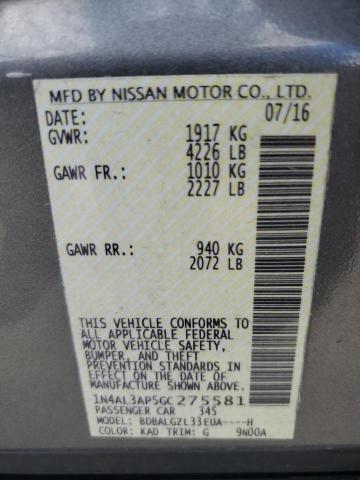 MFD BY NISSAN MOTOR CO., LTD.
DATE: 07/16
GVWR: 1917 KG
4226 LB
GAWR FR.: 1010 KG
2227 LB
GAWR RR.: 940 KG
2072 LB
THIS VEHICLE CONFORMS TO
ALL APPLICABLE FEDERAL
MOTOR VEHICLE SAFETY,
BUMPER, AND THEFT
PREVENTION STANDARDS IN
EFFECT ON THE DATE OF
MANUFACTURE SHOWN ABOVE.
1N4AL3AP5GC275581
PASSENGER CAR 345
MODEL: BDBALGZL33EUA----H
COLOR: KAD TRIM: G 9N00A